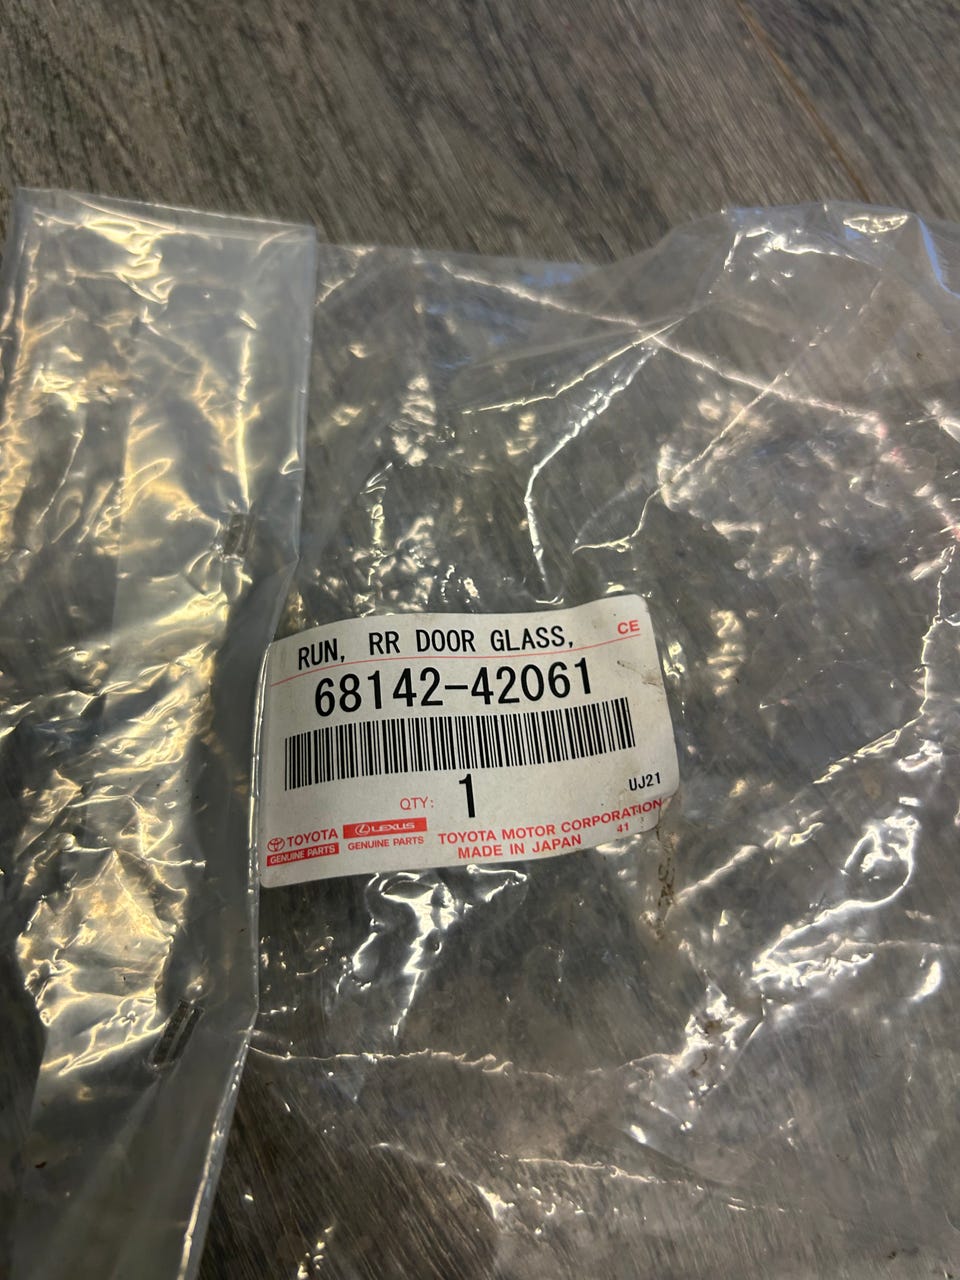 RUN, RR DOOR GLASS,
CE
68142-42061
QTY: 1
UJ21
TOYOTA
GENUINE PARTS
LEXUS
GENUINE PARTS
TOYOTA MOTOR CORPORATION
MADE IN JAPAN
41